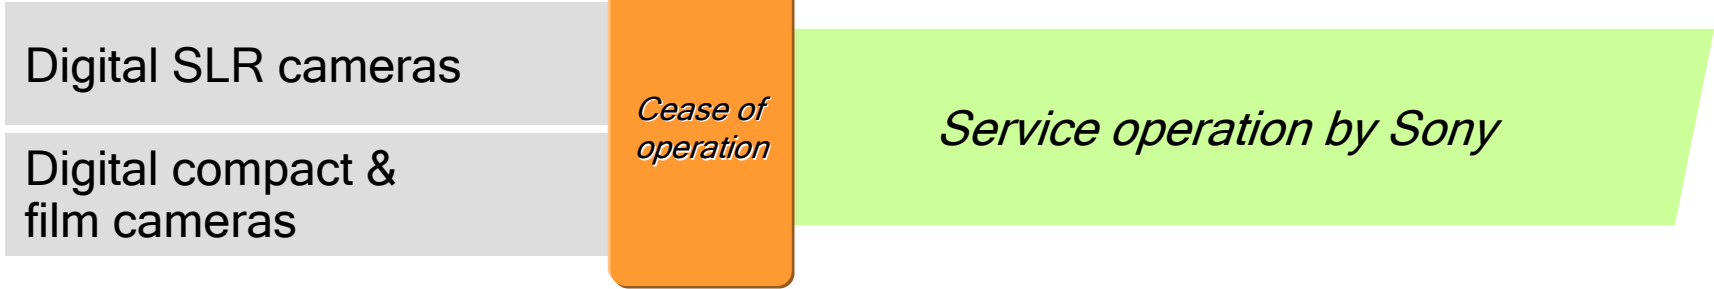 Digital SLR cameras
Digital compact &
film cameras
Cease of
operation
Service operation by Sony